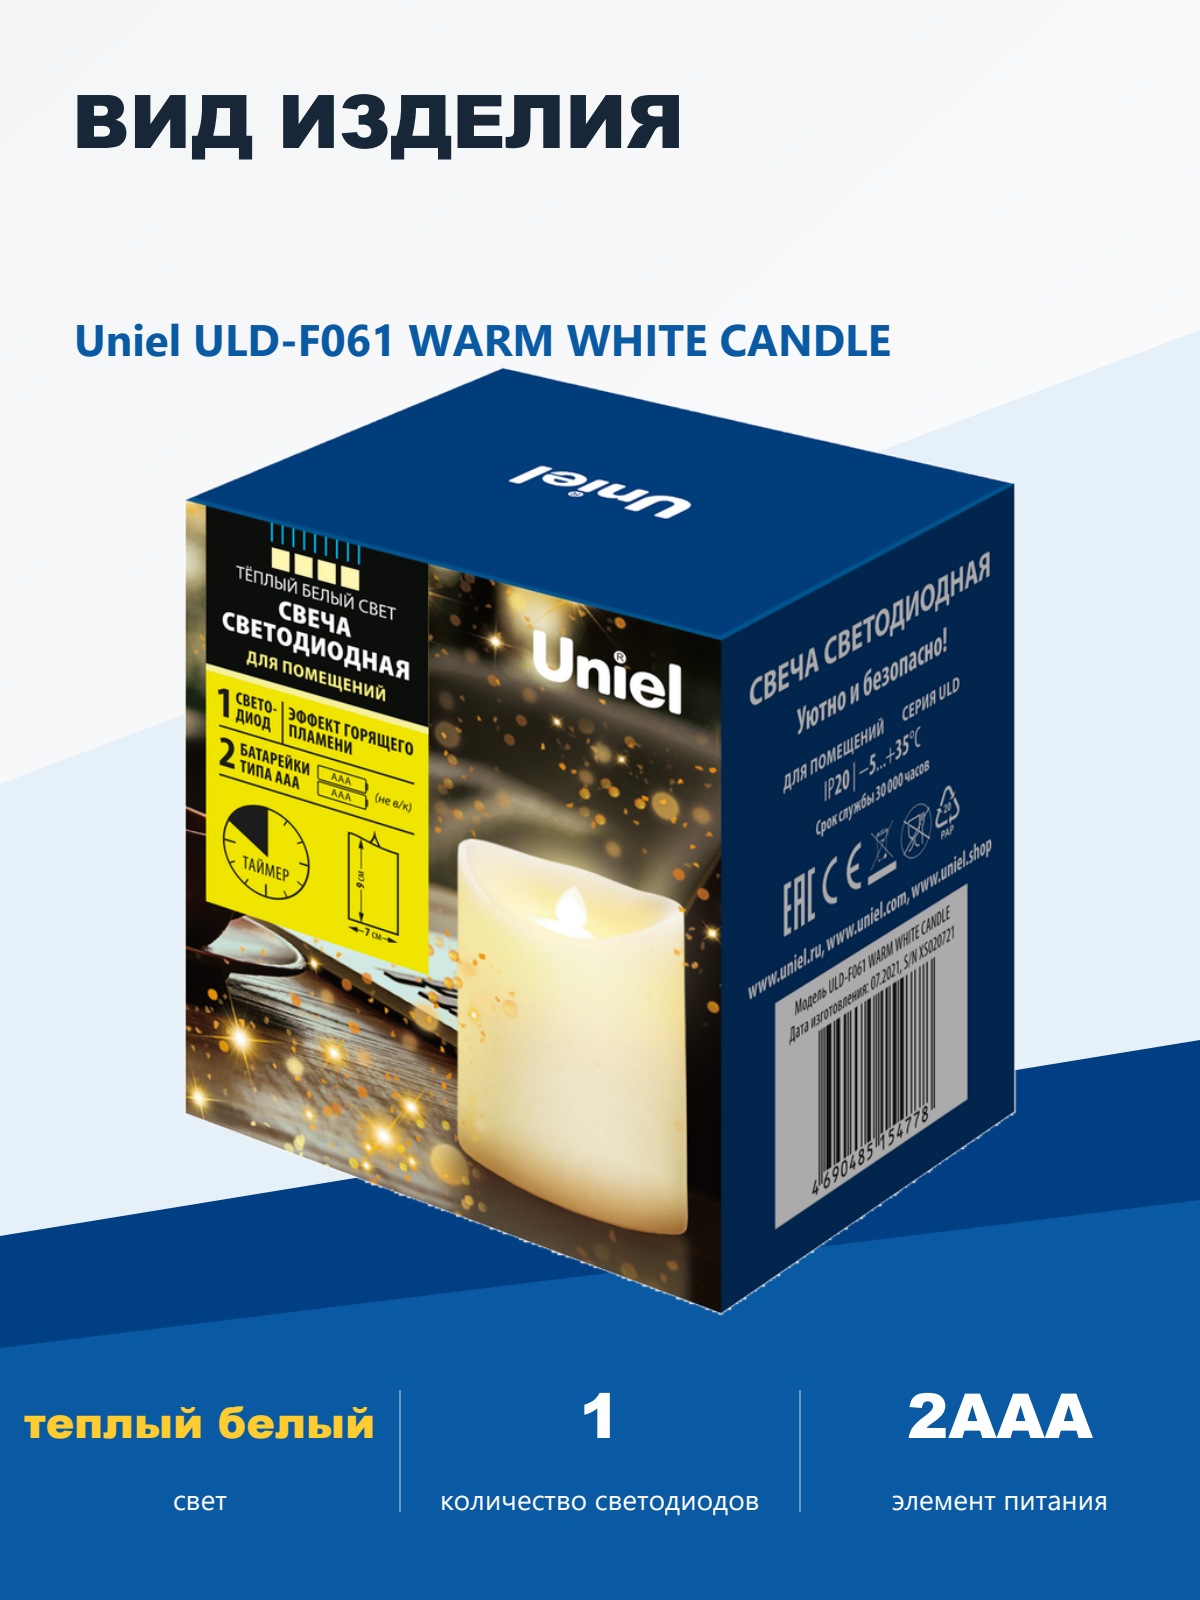 ВИД ИЗДЕЛИЯ
Uniel ULD-F061 WARM WHITE CANDLE
Uniel®
ТЁПЛЫЙ БЕЛЫЙ СВЕТ
СВЕЧА
СВЕТОДИОДНАЯ
ДЛЯ ПОМЕЩЕНИЙ
1 СВЕТО-
ДИОД
ЭФФЕКТ ГОРЯЩЕГО
ПЛАМЕНИ
2 БАТАРЕЙКИ
ТИПА ААА
AAA
AAA
(не в/к)
ТАЙМЕР
9 см
7 см
Uniel®
СВЕЧА СВЕТОДИОДНАЯ
Уютно и безопасно!
ДЛЯ ПОМЕЩЕНИЙ СЕРИЯ ULD
IP20 | −5...+35°C
Срок службы 30 000 часов
EAC CE
20
PAP
www.uniel.ru, www.uniel.com, www.uniel.shop
Модель ULD-F061 WARM WHITE CANDLE
Дата изготовления: 07.2021, S/N XS020721
4 690485 154778
теплый белый
свет
1
количество светодиодов
2AAA
элемент питания